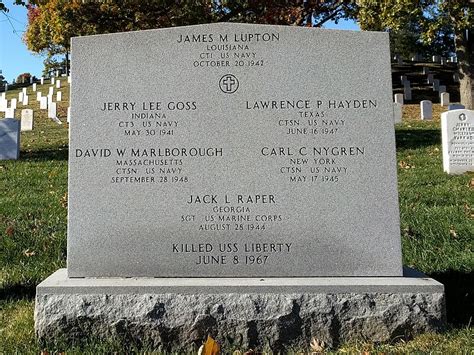 JAMES M LUPTON
LOUISIANA
CT1 US NAVY
OCTOBER 20 1942
JERRY LEE GOSS
INDIANA
CT3 US NAVY
MAY 30 1941
LAWRENCE P HAYDEN
TEXAS
CTSN US NAVY
JUNE 16 1947
DAVID W MARLBOROUGH
MASSACHUSETTS
CTSN US NAVY
SEPTEMBER 28 1948
CARL C NYGREN
NEW YORK
CTSN US NAVY
MAY 17 1945
JACK L RAPER
GEORGIA
SGT US MARINE CORPS
AUGUST 28 1944
KILLED USS LIBERTY
JUNE 8 1967
JERRY
WILLIAM